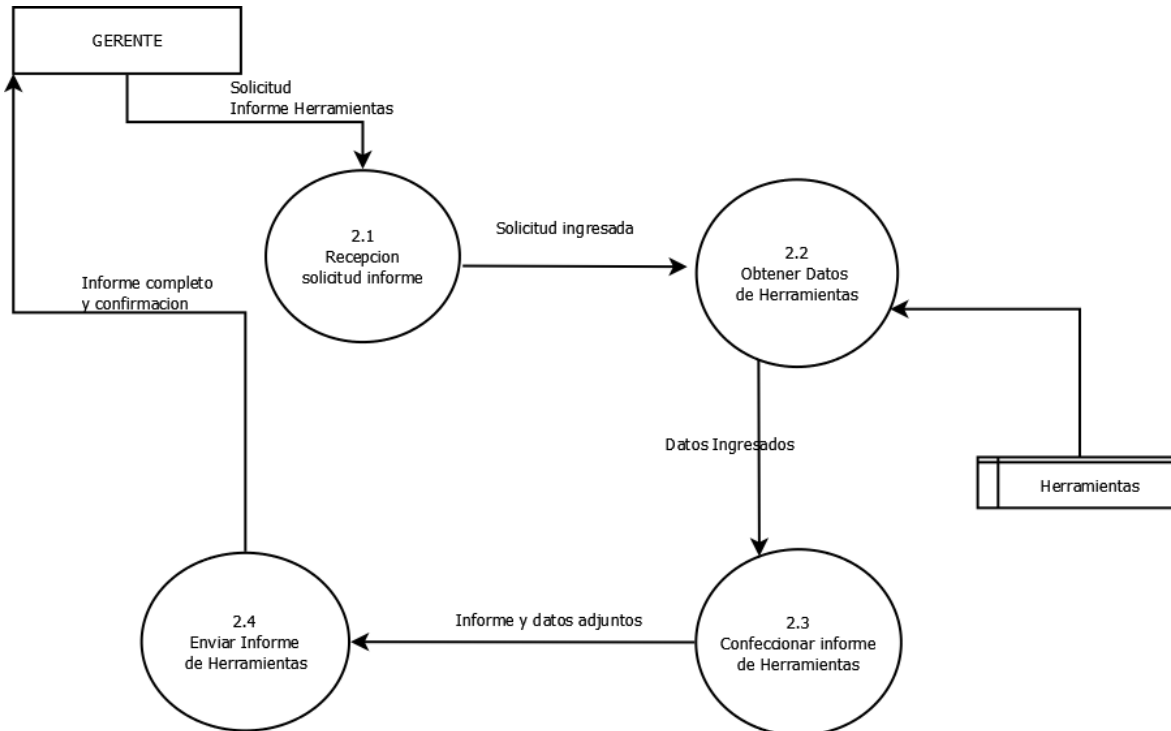 GERENTE
Solicitud
Informe Herramientas
2.1
Recepcion
solicitud informe
Solicitud ingresada
2.2
Obtener Datos
de Herramientas
Informe completo
y confirmacion
Datos Ingresados
Herramientas
2.4
Enviar Informe
de Herramientas
Informe y datos adjuntos
2.3
Confeccionar informe
de Herramientas